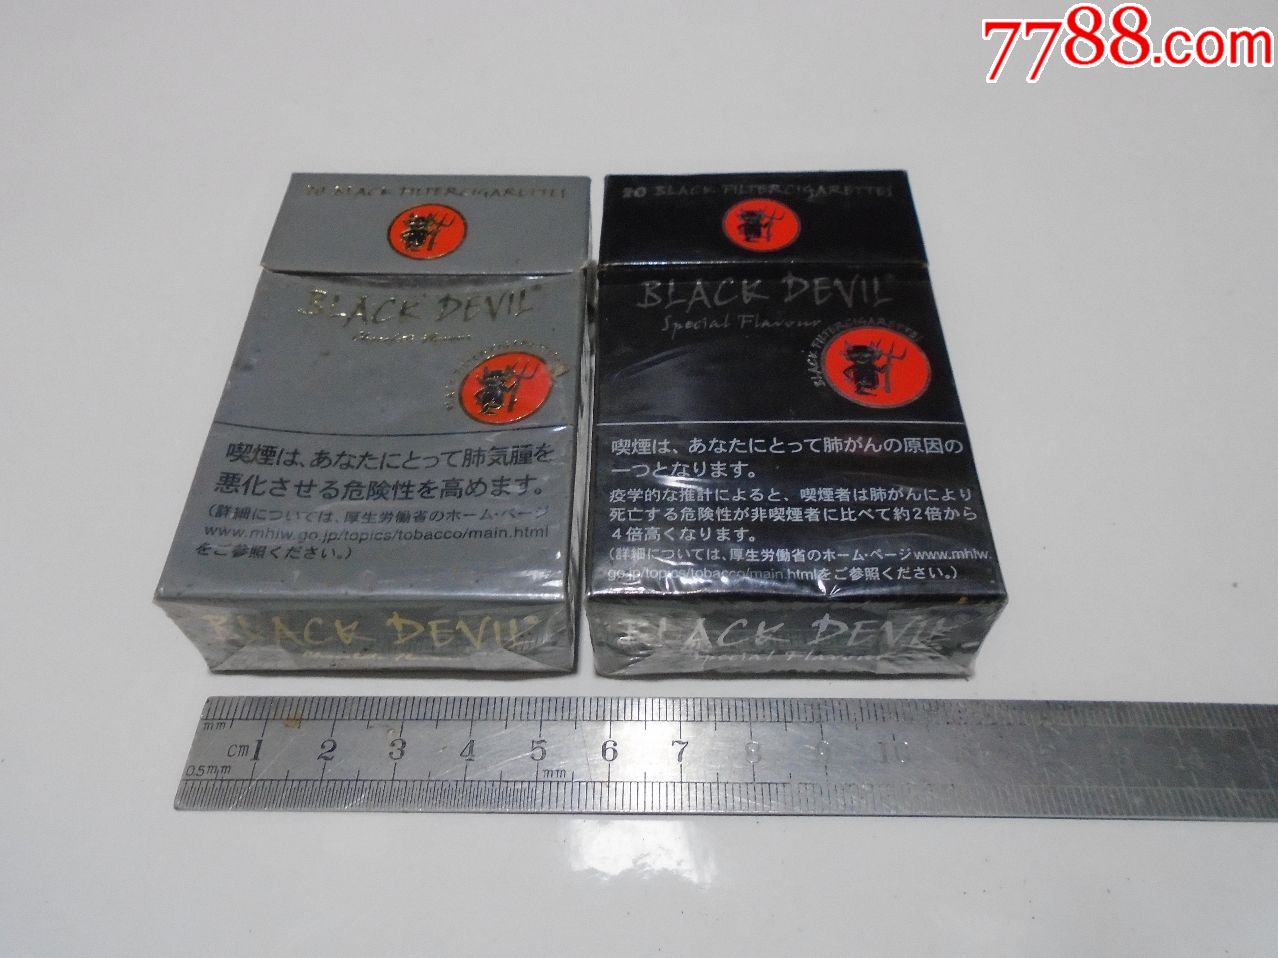 7788.com
20 BLACK FILTERCIGARETTES
BLACK DEVIL®
喫煙は、あなたにとって肺気腫を
悪化させる危険性を高めます。
(詳細については、厚生労働省のホーム・ページ
www.mhlw.go.jp/topics/tobacco/main.html
をご参照ください。)
BLACK DEVIL®
20 BLACK FILTERCIGARETTES
BLACK DEVIL®
Special Flavour
BLACK FILTERCIGARETTE
喫煙は、あなたにとって肺がんの原因の
一つとなります。
疫学的な推計によると、喫煙者は肺がんにより
死亡する危険性が非喫煙者に比べて約2倍から
4倍高くなります。
(詳細については、厚生労働省のホーム・ページwww.mhlw.
go.jp/topics/tobacco/main.htmlをご参照ください。)
BLACK DEVIL
Special Flavour
mm
cm 1 2 3 4 5 6 7 8 9 10
0.5mm mm